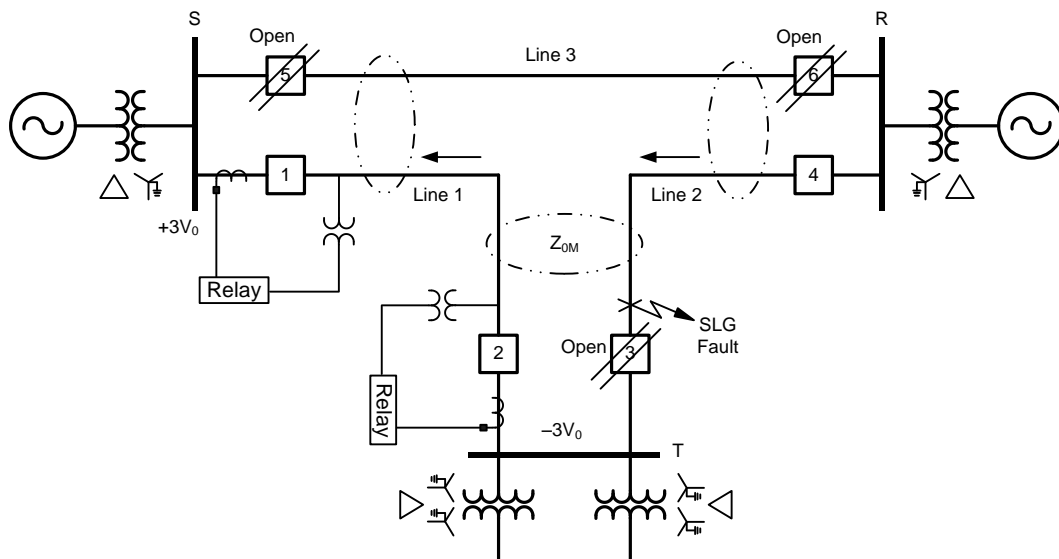 S
R
Open
Line 3
Open
5
6
1
Line 1
Line 2
4
+3V₀
Z₀M
Relay
SLG
Fault
2
Open
3
Relay
–3V₀
T